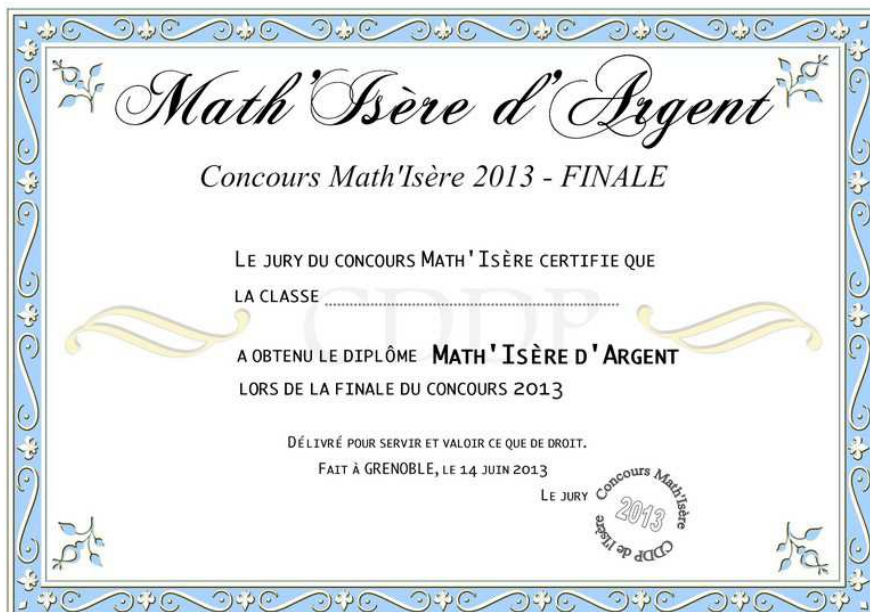 Math'Isère d'Argent
Concours Math'Isère 2013 - FINALE
LE JURY DU CONCOURS MATH'ISÈRE CERTIFIE QUE
LA CLASSE ..........................................................................
CDDP
A OBTENU LE DIPLÔME MATH'ISÈRE D'ARGENT
LORS DE LA FINALE DU CONCOURS 2013
DÉLIVRÉ POUR SERVIR ET VALOIR CE QUE DE DROIT.
FAIT À GRENOBLE, LE 14 JUIN 2013
LE JURY
Concours Math'Isère
2013
CDDP de l'Isère